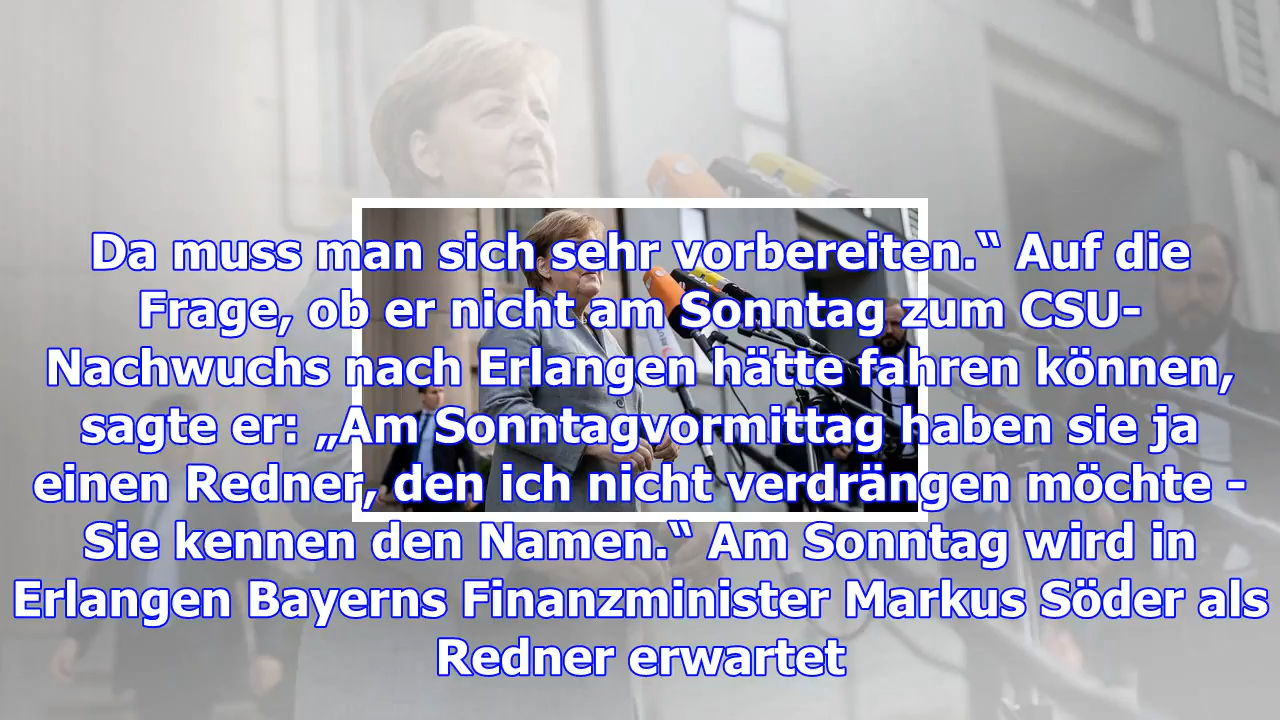 Da muss man sich sehr vorbereiten.“ Auf die
Frage, ob er nicht am Sonntag zum CSU-
Nachwuchs nach Erlangen hätte fahren können,
sagte er: „Am Sonntagvormittag haben sie ja
einen Redner, den ich nicht verdrängen möchte -
Sie kennen den Namen.“ Am Sonntag wird in
Erlangen Bayerns Finanzminister Markus Söder als
Redner erwartet